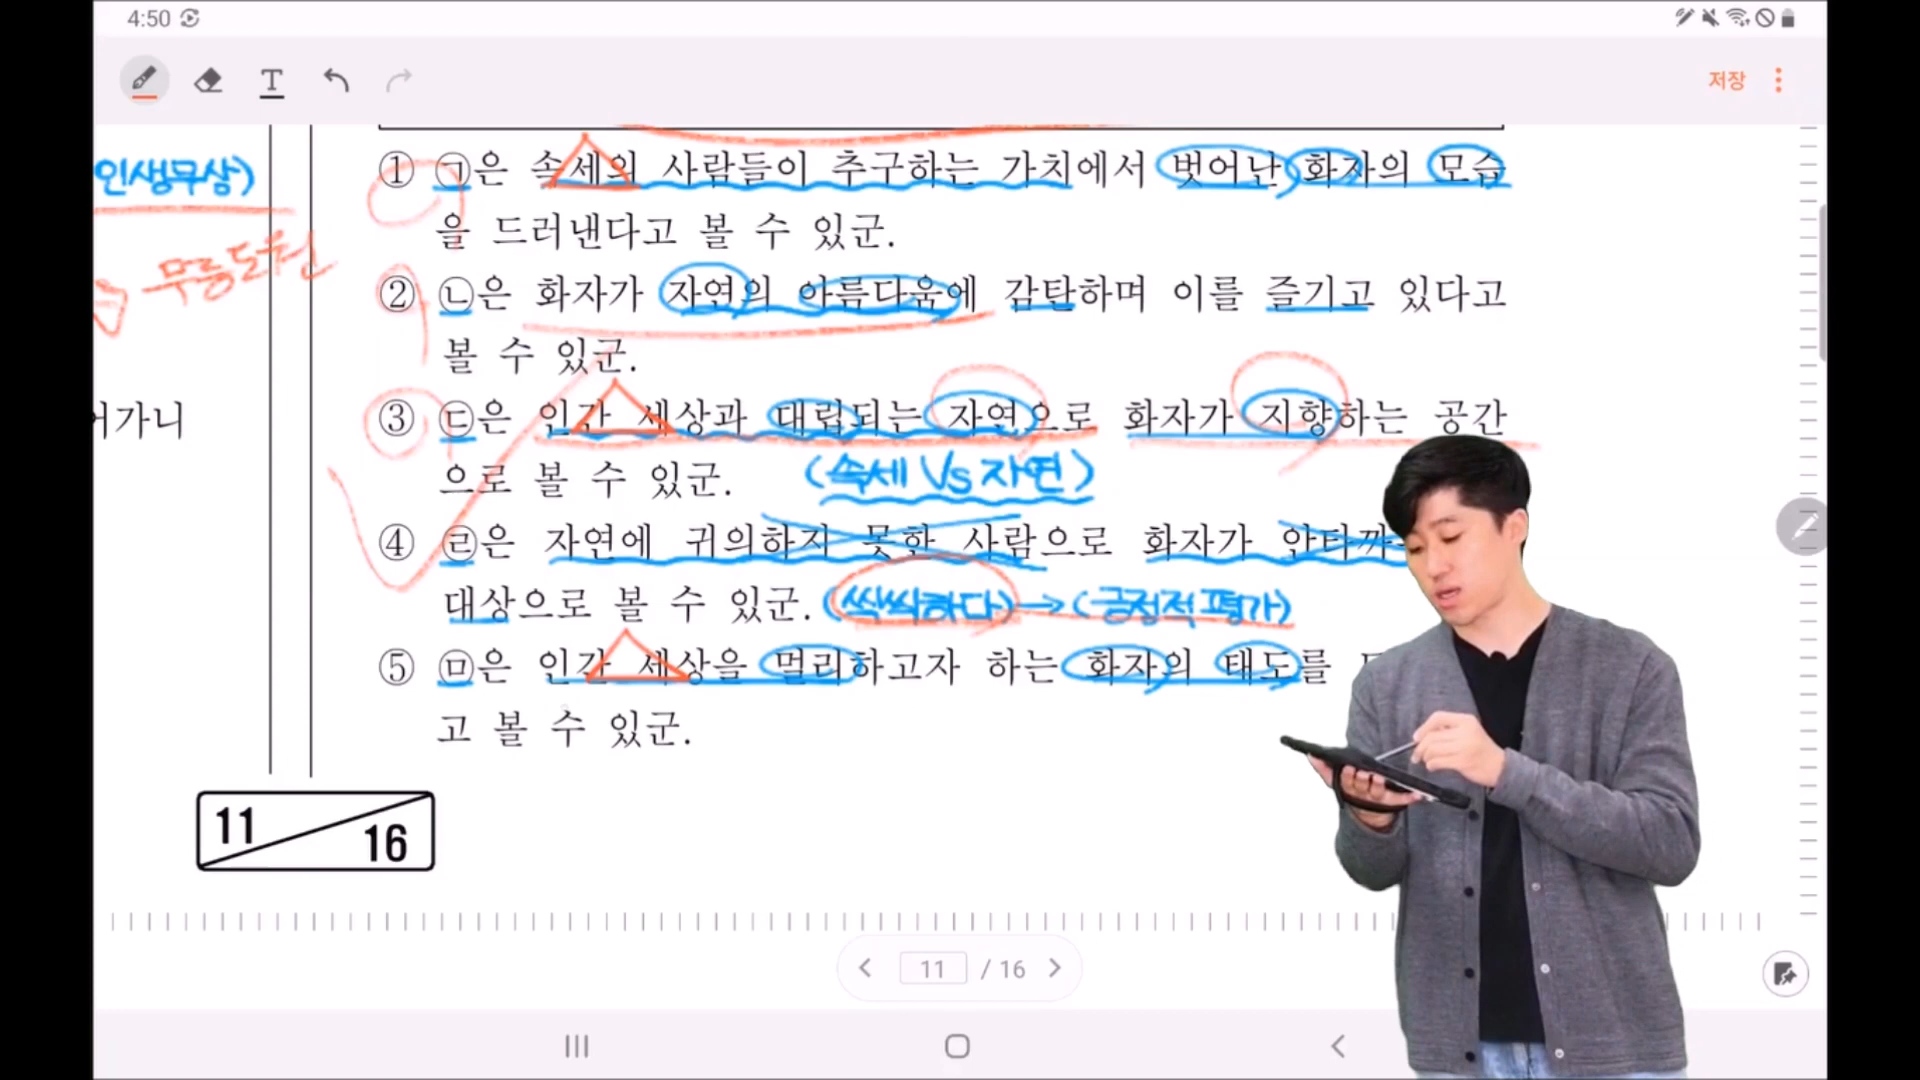 4:50
T
저장
인생무상)
무릉도원
어가니
① ㉠은 속세의 사람들이 추구하는 가치에서 벗어난 화자의 모습
을 드러낸다고 볼 수 있군.
② ㉡은 화자가 자연의 아름다움에 감탄하며 이를 즐기고 있다고
볼 수 있군.
③ ㉢은 인간 세상과 대립되는 자연으로 화자가 지향하는 공간
으로 볼 수 있군. (속세 Vs 자연)
④ ㉣은 자연에 귀의하지 못한 사람으로 화자가 안타까
대상으로 볼 수 있군. (씩씩하다) → (긍정적 평가)
⑤ ㉤은 인간 세상을 멀리하고자 하는 화자의 태도를
고 볼 수 있군.
11 16
11 / 16